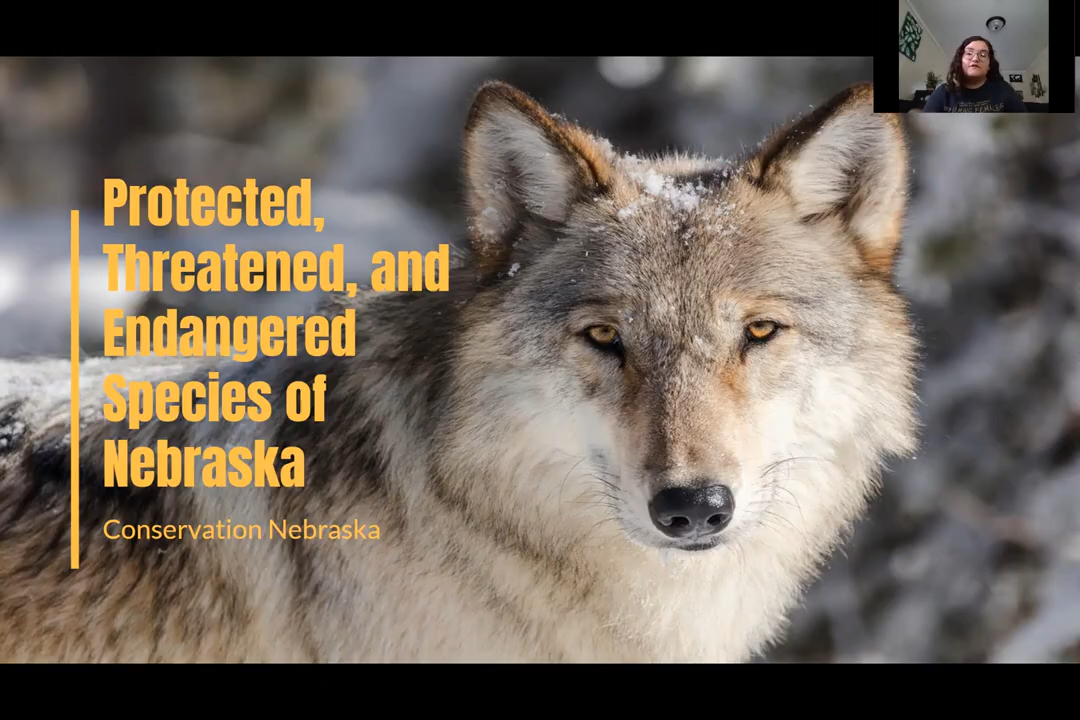 Protected,
Threatened, and
Endangered
Species of
Nebraska
Conservation Nebraska